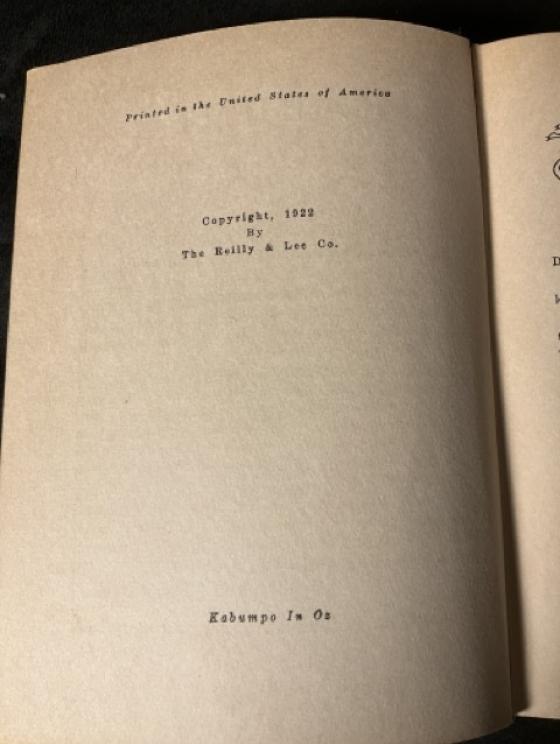 Printed in the United States of America
Copyright, 1922
By
The Reilly & Lee Co.
Kabumpo In Oz